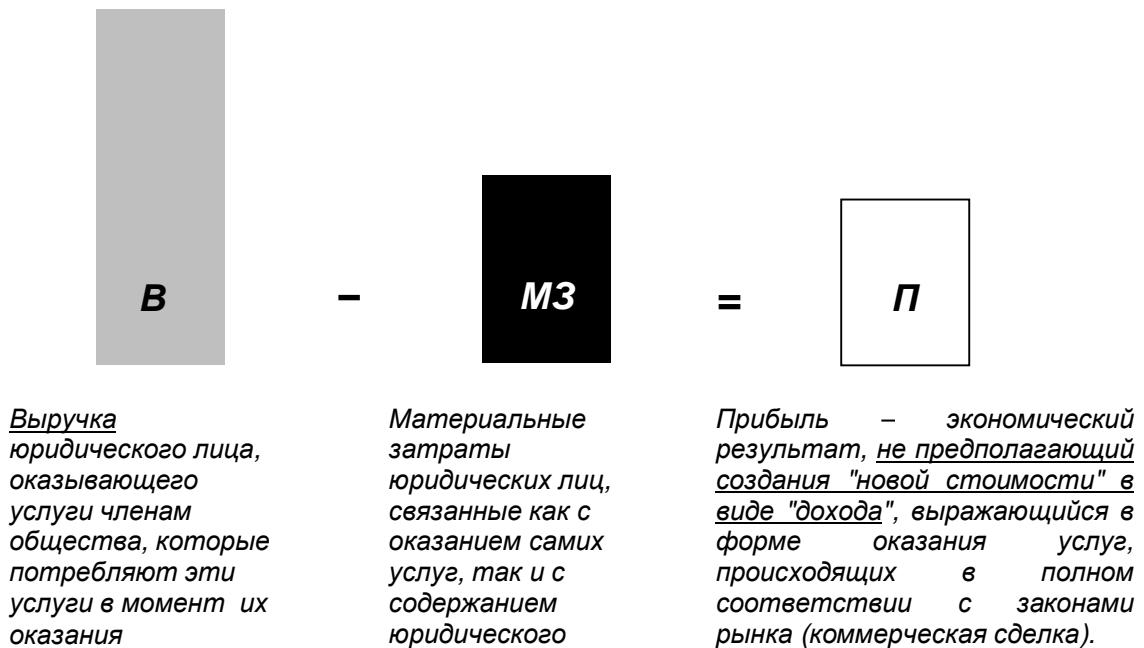 В – МЗ = П
Выручка
юридического лица,
оказывающего
услуги членам
общества, которые
потребляют эти
услуги в момент их
оказания
Материальные
затраты
юридических лиц,
связанные как с
оказанием самих
услуг, так и с
содержанием
юридического
Прибыль – экономический
результат, не предполагающий
создания "новой стоимости" в
виде "дохода", выражающийся в
форме оказания услуг,
происходящих в полном
соответствии с законами
рынка (коммерческая сделка).